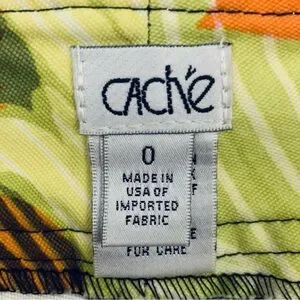 Caché
0
MADE IN
USA OF
IMPORTED
FABRIC
FOR CARE